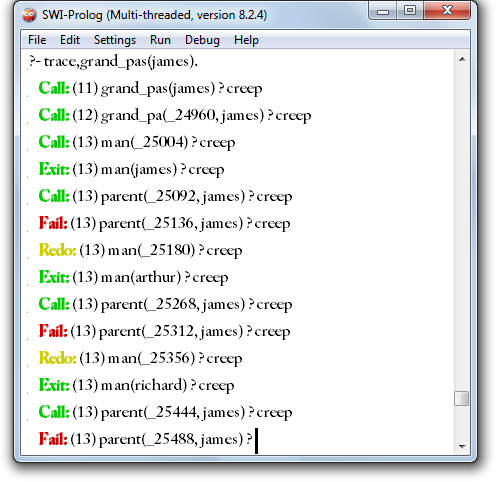 SWI-Prolog (Multi-threaded, version 8.2.4)
File Edit Settings Run Debug Help
?- trace,grand_pas(james).
Call: (11) grand_pas(james) ? creep
Call: (12) grand_pa(_24960, james) ? creep
Call: (13) man(_25004) ? creep
Exit: (13) man(james) ? creep
Call: (13) parent(_25092, james) ? creep
Fail: (13) parent(_25136, james) ? creep
Redo: (13) man(_25180) ? creep
Exit: (13) man(arthur) ? creep
Call: (13) parent(_25268, james) ? creep
Fail: (13) parent(_25312, james) ? creep
Redo: (13) man(_25356) ? creep
Exit: (13) man(richard) ? creep
Call: (13) parent(_25444, james) ? creep
Fail: (13) parent(_25488, james) ?